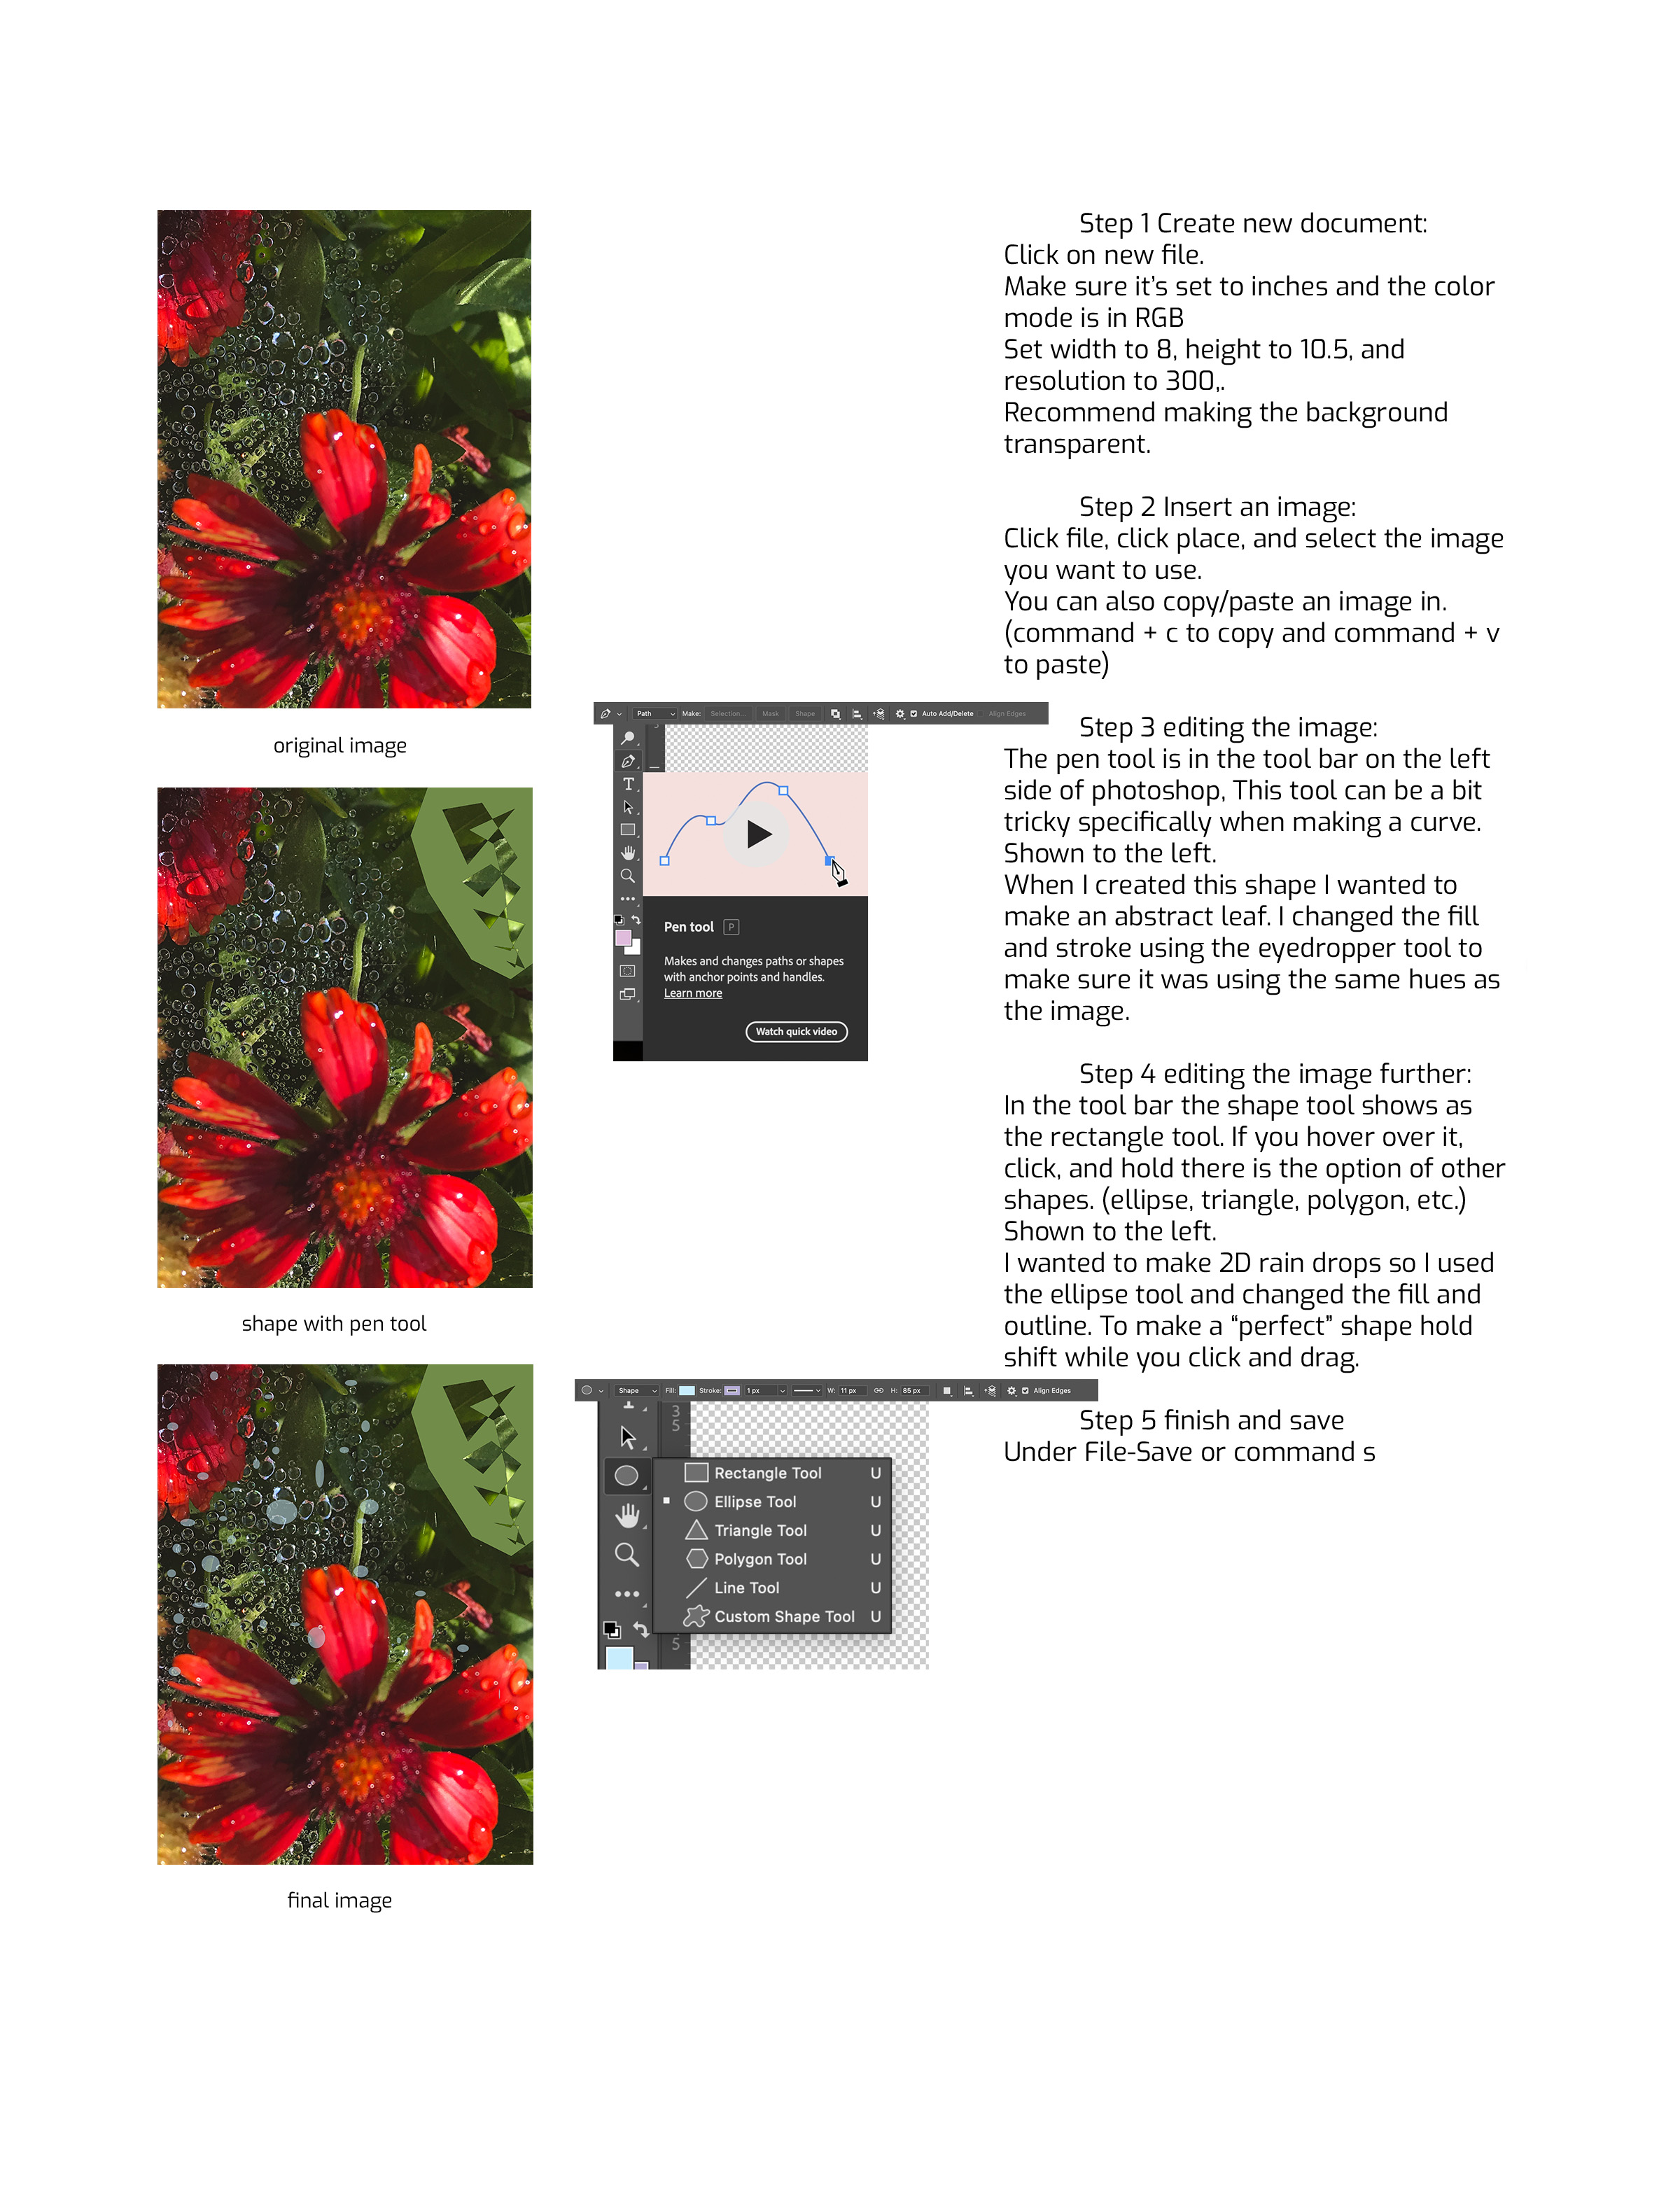 original image
shape with pen tool
final image
Path Make: Selection... Mask Shape Auto Add/Delete Align Edges
T
Pen tool P
Makes and changes paths or shapes
with anchor points and handles.
Learn more
Watch quick video
Shape Fill: Stroke: 1 px W: 11 px H: 85 px Align Edges
3
5
Rectangle Tool U
Ellipse Tool U
Triangle Tool U
Polygon Tool U
Line Tool U
Custom Shape Tool U
5
Step 1 Create new document:
Click on new file.
Make sure it's set to inches and the color
mode is in RGB
Set width to 8, height to 10.5, and
resolution to 300,.
Recommend making the background
transparent.
Step 2 Insert an image:
Click file, click place, and select the image
you want to use.
You can also copy/paste an image in.
(command + c to copy and command + v
to paste)
Step 3 editing the image:
The pen tool is in the tool bar on the left
side of photoshop, This tool can be a bit
tricky specifically when making a curve.
Shown to the left.
When I created this shape I wanted to
make an abstract leaf. I changed the fill
and stroke using the eyedropper tool to
make sure it was using the same hues as
the image.
Step 4 editing the image further:
In the tool bar the shape tool shows as
the rectangle tool. If you hover over it,
click, and hold there is the option of other
shapes. (ellipse, triangle, polygon, etc.)
Shown to the left.
I wanted to make 2D rain drops so I used
the ellipse tool and changed the fill and
outline. To make a “perfect” shape hold
shift while you click and drag.
Step 5 finish and save
Under File-Save or command s